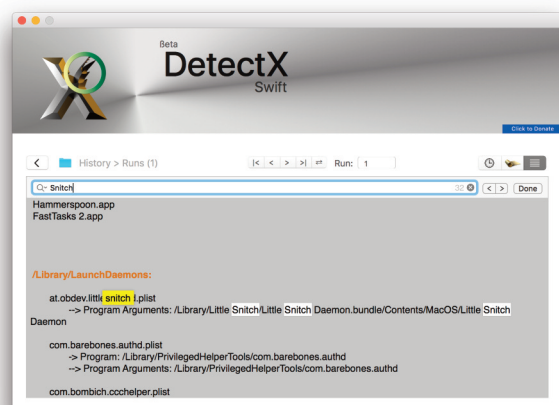 Beta
DetectX
Swift
Click to Donate
History > Runs (1)
|< < > >| Run: 1
Snitch 32 < > Done
Hammerspoon.app
FastTasks 2.app
/Library/LaunchDaemons:
at.obdev.littlesnitchd.plist
--> Program Arguments: /Library/Little Snitch/Little Snitch Daemon.bundle/Contents/MacOS/Little Snitch
Daemon
com.barebones.authd.plist
-> Program: /Library/PrivilegedHelperTools/com.barebones.authd
--> Program Arguments: /Library/PrivilegedHelperTools/com.barebones.authd
com.bombich.ccchelper.plist